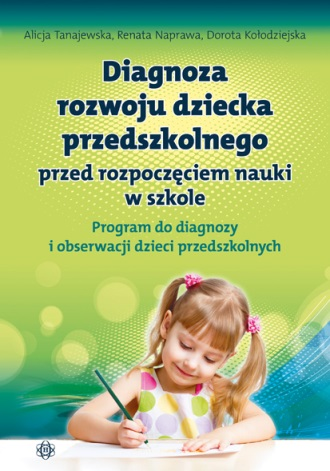 Alicja Tanajewska, Renata Naprawa, Dorota Kołodziejska
Diagnoza
rozwoju dziecka
przedszkolnego
przed rozpoczęciem nauki
w szkole
Program do diagnozy
i obserwacji dzieci przedszkolnych
H